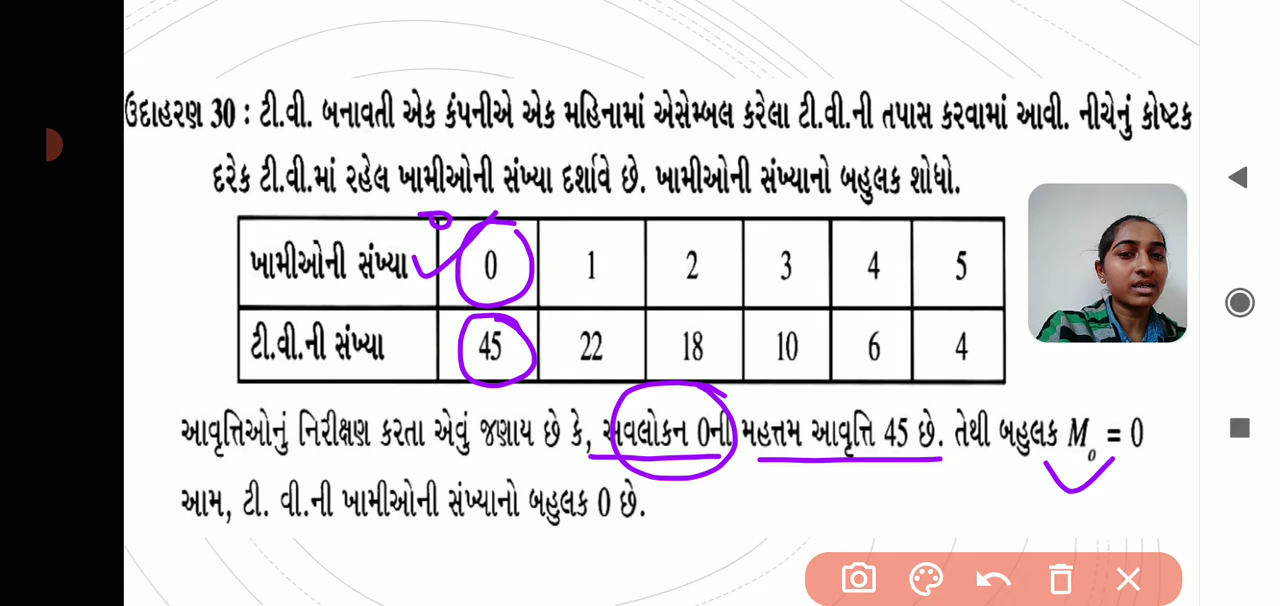 ઉદાહરણ 30 : ટી.વી. બનાવતી એક કંપનીએ એક મહિનામાં એસેમ્બલ કરેલા ટી.વી.ની તપાસ કરવામાં આવી. નીચેનું કોષ્ટક
દરેક ટી.વી.માં રહેલ ખામીઓની સંખ્યા દર્શાવે છે. ખામીઓની સંખ્યાનો બહુલક શોધો.
ખામીઓની સંખ્યા 0 1 2 3 4 5
ટી.વી.ની સંખ્યા 45 22 18 10 6 4
આવૃત્તિઓનું નિરીક્ષણ કરતા એવું જણાય છે કે, અવલોકન 0ની મહત્તમ આવૃત્તિ 45 છે. તેથી બહુલક M₀ = 0
આમ, ટી. વી.ની ખામીઓની સંખ્યાનો બહુલક 0 છે.